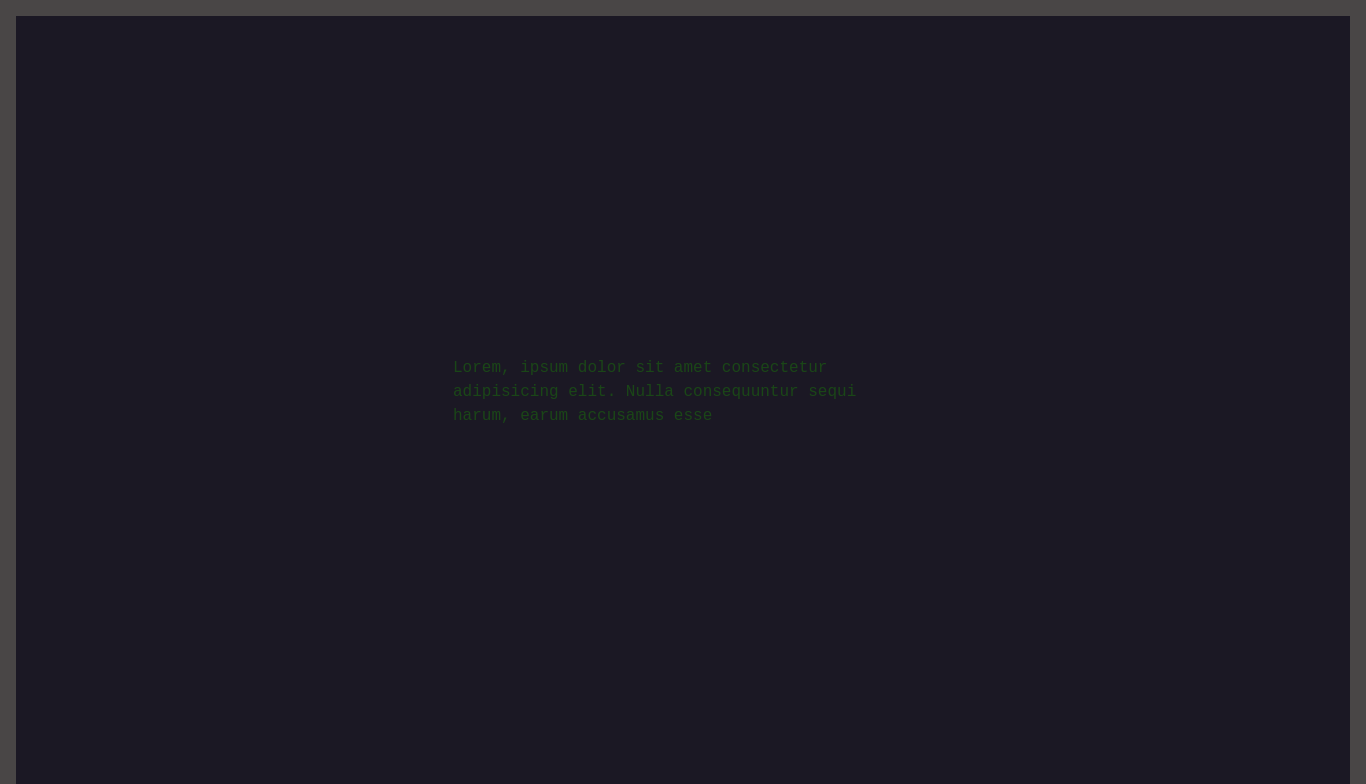 Lorem, ipsum dolor sit amet consectetur
adipisicing elit. Nulla consequuntur sequi
harum, earum accusamus esse